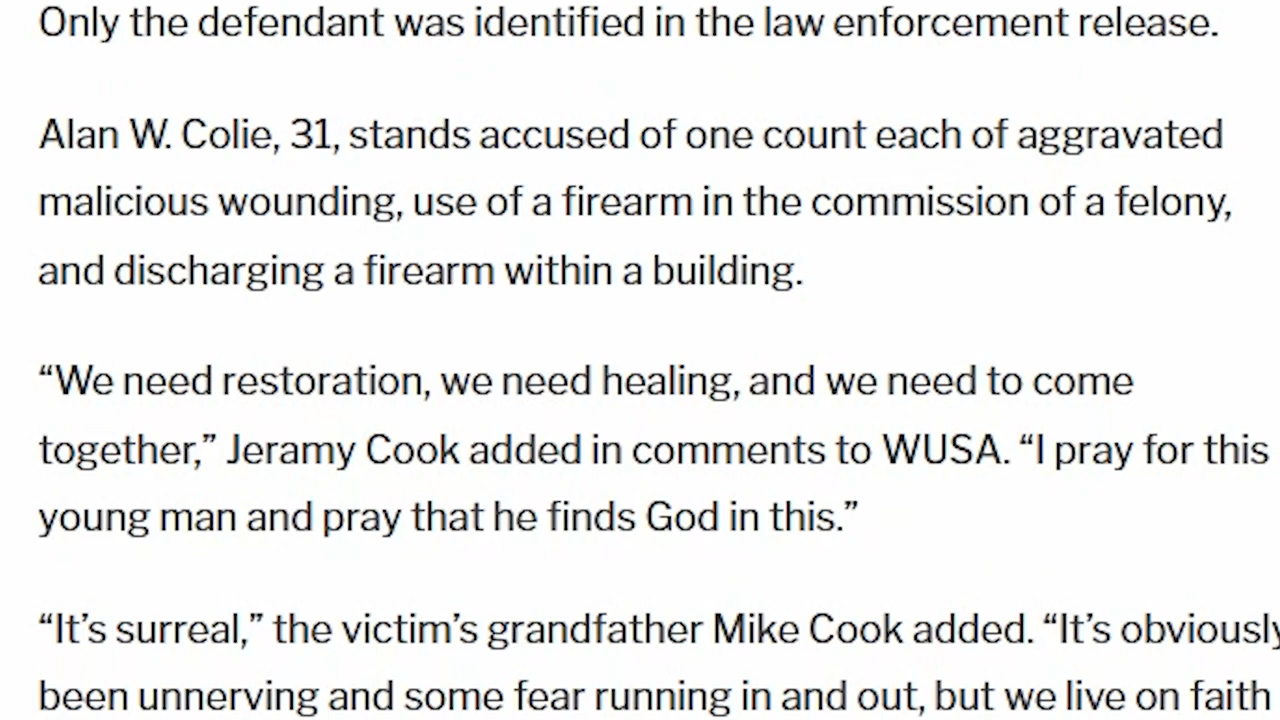 Only the defendant was identified in the law enforcement release.
Alan W. Colie, 31, stands accused of one count each of aggravated
malicious wounding, use of a firearm in the commission of a felony,
and discharging a firearm within a building.
“We need restoration, we need healing, and we need to come
together,” Jeramy Cook added in comments to WUSA. “I pray for this
young man and pray that he finds God in this.”
“It’s surreal,” the victim’s grandfather Mike Cook added. “It’s obviously
been unnerving and some fear running in and out, but we live on faith